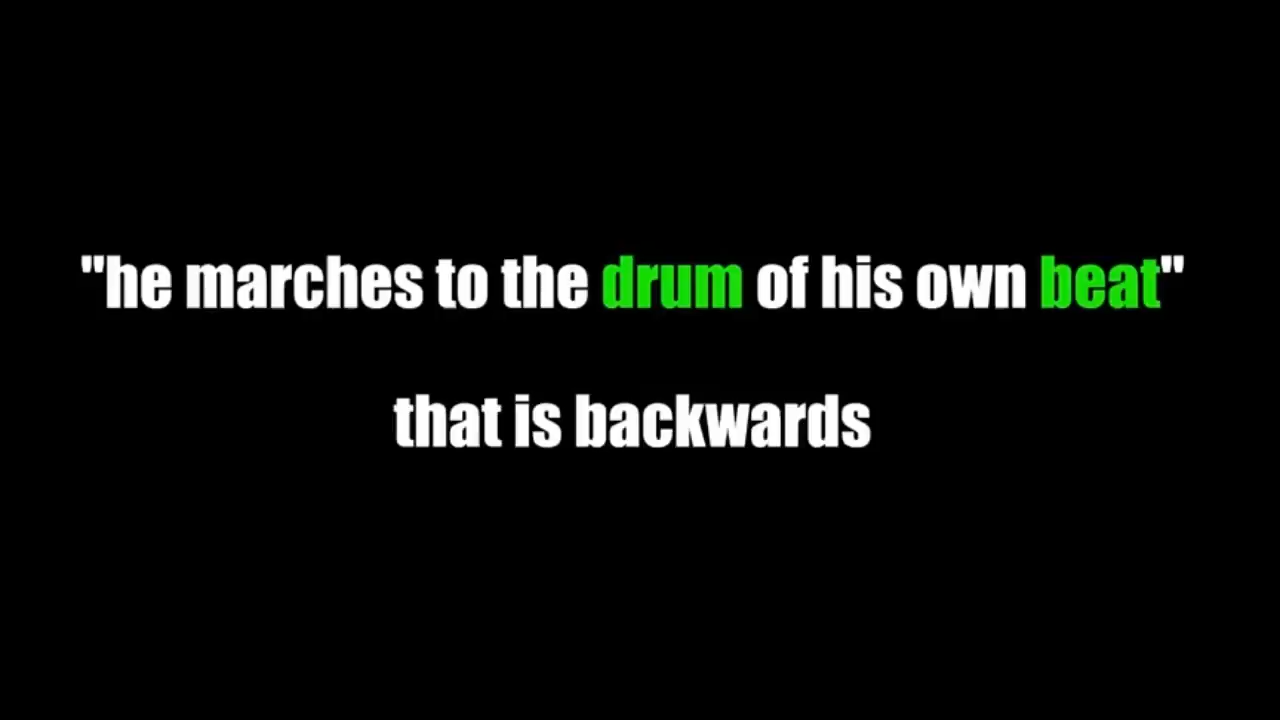 "he marches to the drum of his own beat"
that is backwards